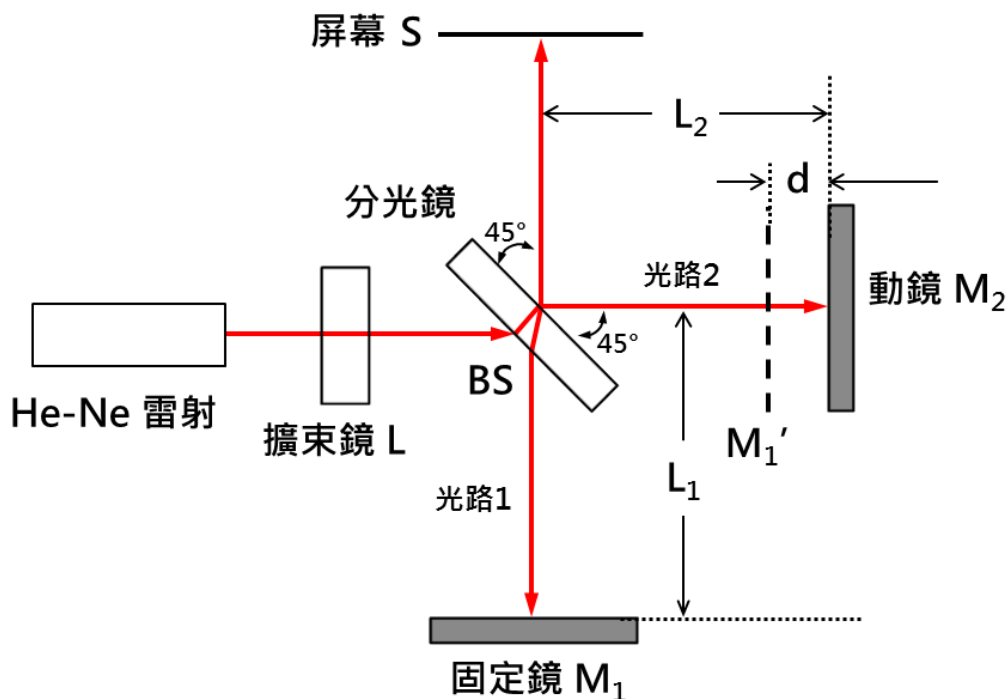 屏幕 S
L₂
d
分光鏡
45°
光路2
動鏡 M₂
45°
BS
He-Ne 雷射
擴束鏡 L
M₁’
L₁
光路1
固定鏡 M₁